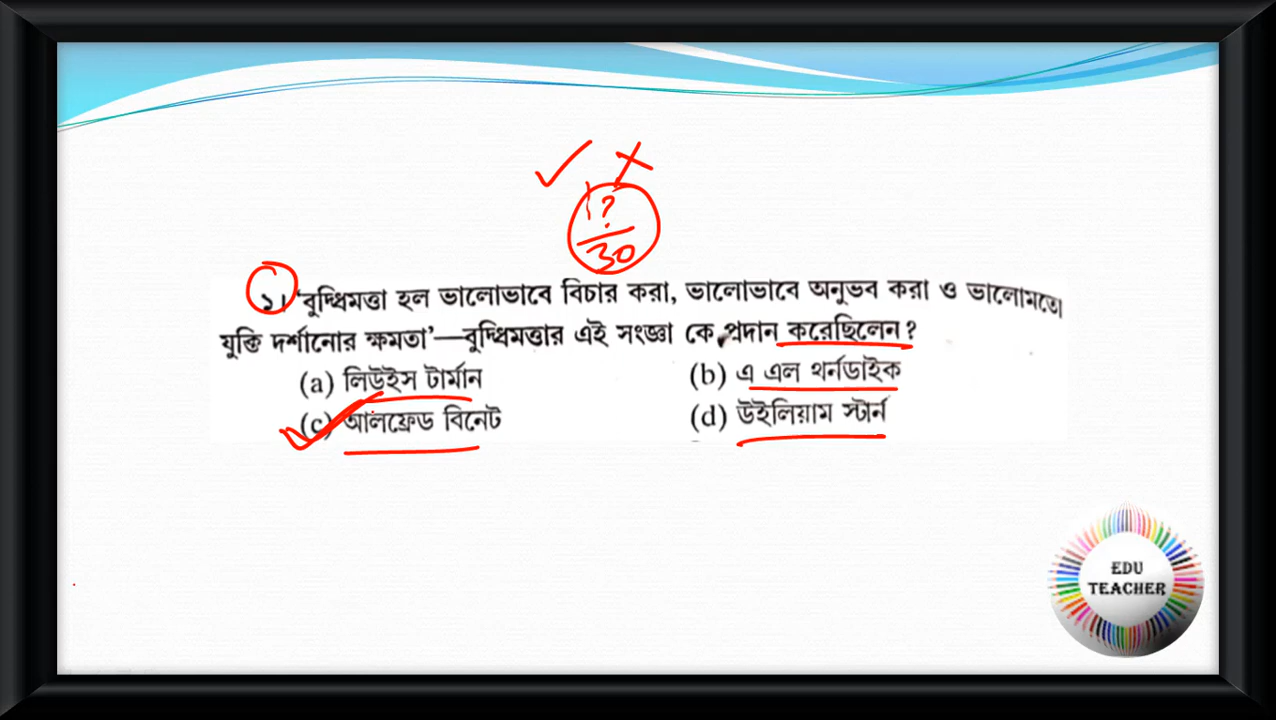 1?
30
১। 'বুদ্ধিমত্তা হল ভালোভাবে বিচার করা, ভালোভাবে অনুভব করা ও ভালোমতো
যুক্তি দর্শানোর ক্ষমতা'—বুদ্ধিমত্তার এই সংজ্ঞা কে প্রদান করেছিলেন?
(a) লিউইস টার্মান (b) এ এল থর্নডাইক
(c) আলফ্রেড বিনেট (d) উইলিয়াম স্টার্ন
EDU
TEACHER